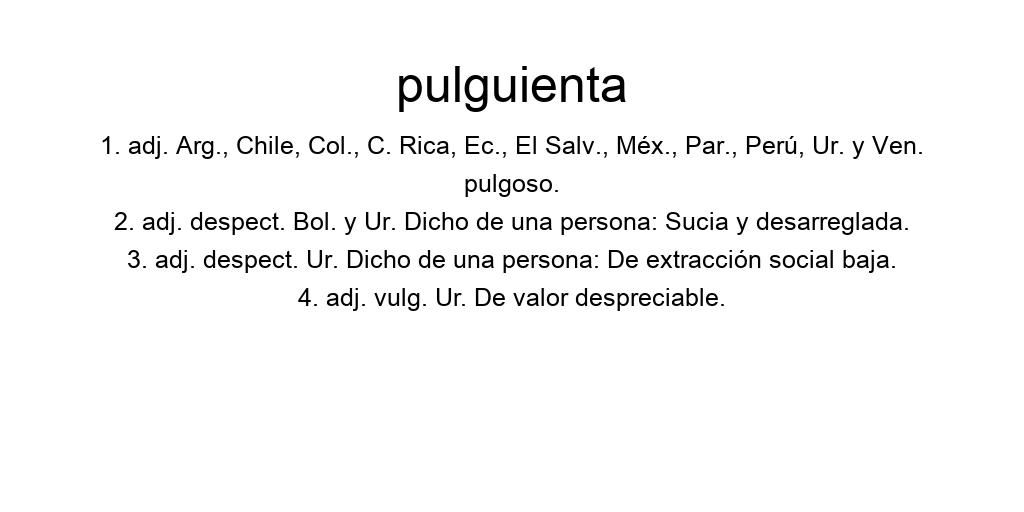 pulguienta
1. adj. Arg., Chile, Col., C. Rica, Ec., El Salv., Méx., Par., Perú, Ur. y Ven.
pulgoso.
2. adj. despect. Bol. y Ur. Dicho de una persona: Sucia y desarreglada.
3. adj. despect. Ur. Dicho de una persona: De extracción social baja.
4. adj. vulg. Ur. De valor despreciable.